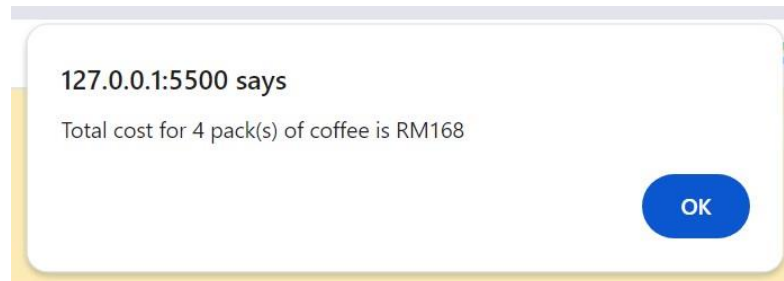 127.0.0.1:5500 says
Total cost for 4 pack(s) of coffee is RM168
OK